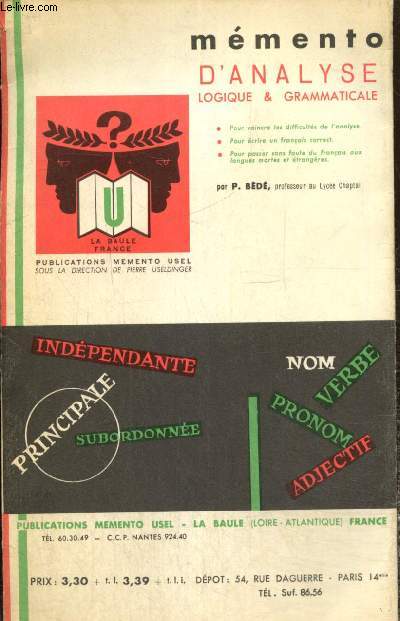 Le-livre.com
mémento
D'ANALYSE
LOGIQUE & GRAMMATICALE
• Pour vaincre les difficultés de l'analyse.
• Pour écrire un français correct.
• Pour passer sans faute du français aux
langues mortes et étrangères.
par P. BÉDÉ, professeur au Lycée Chaptal
?
U
LA BAULE
FRANCE
PUBLICATIONS MEMENTO USEL
SOUS LA DIRECTION DE PIERRE USELDINGER
INDÉPENDANTE
PRINCIPALE
SUBORDONNÉE
NOM
VERBE
PRONOM
ADJECTIF
PUBLICATIONS MEMENTO USEL - LA BAULE (LOIRE-ATLANTIQUE) FRANCE
TÉL. 60.30.49 - C.C.P. NANTES 924.40
PRIX : 3,30 + t.l. 3,39 + t.l.i. DÉPOT : 54, RUE DAGUERRE - PARIS 14ème
TÉL. Suf. 86.56